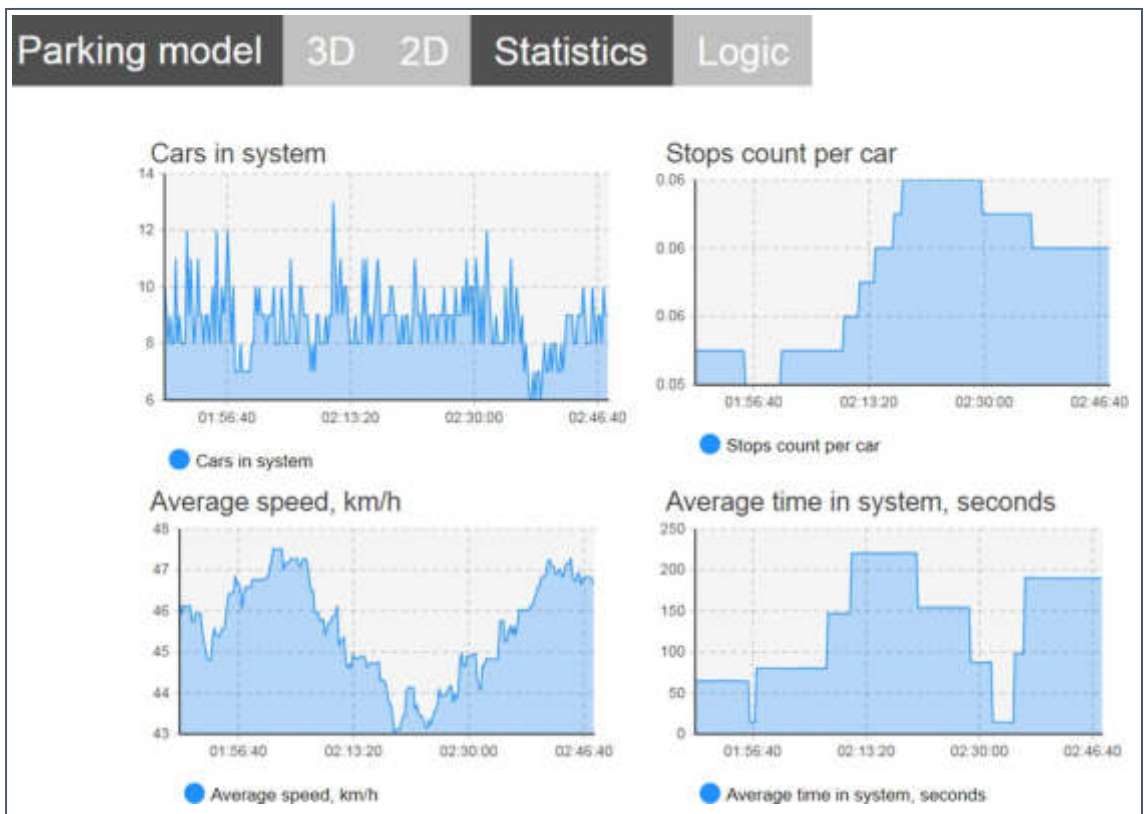 Parking model 3D 2D Statistics Logic
Cars in system
14
12
10
8
6
01:56:40 02:13:20 02:30:00 02:46:40
Cars in system
Stops count per car
0.06
0.06
0.06
0.05
01:56:40 02:13:20 02:30:00 02:46:40
Stops count per car
Average speed, km/h
48
47
46
45
44
43
01:56:40 02:13:20 02:30:00 02:46:40
Average speed, km/h
Average time in system, seconds
250
200
150
100
50
0
01:56:40 02:13:20 02:30:00 02:46:40
Average time in system, seconds